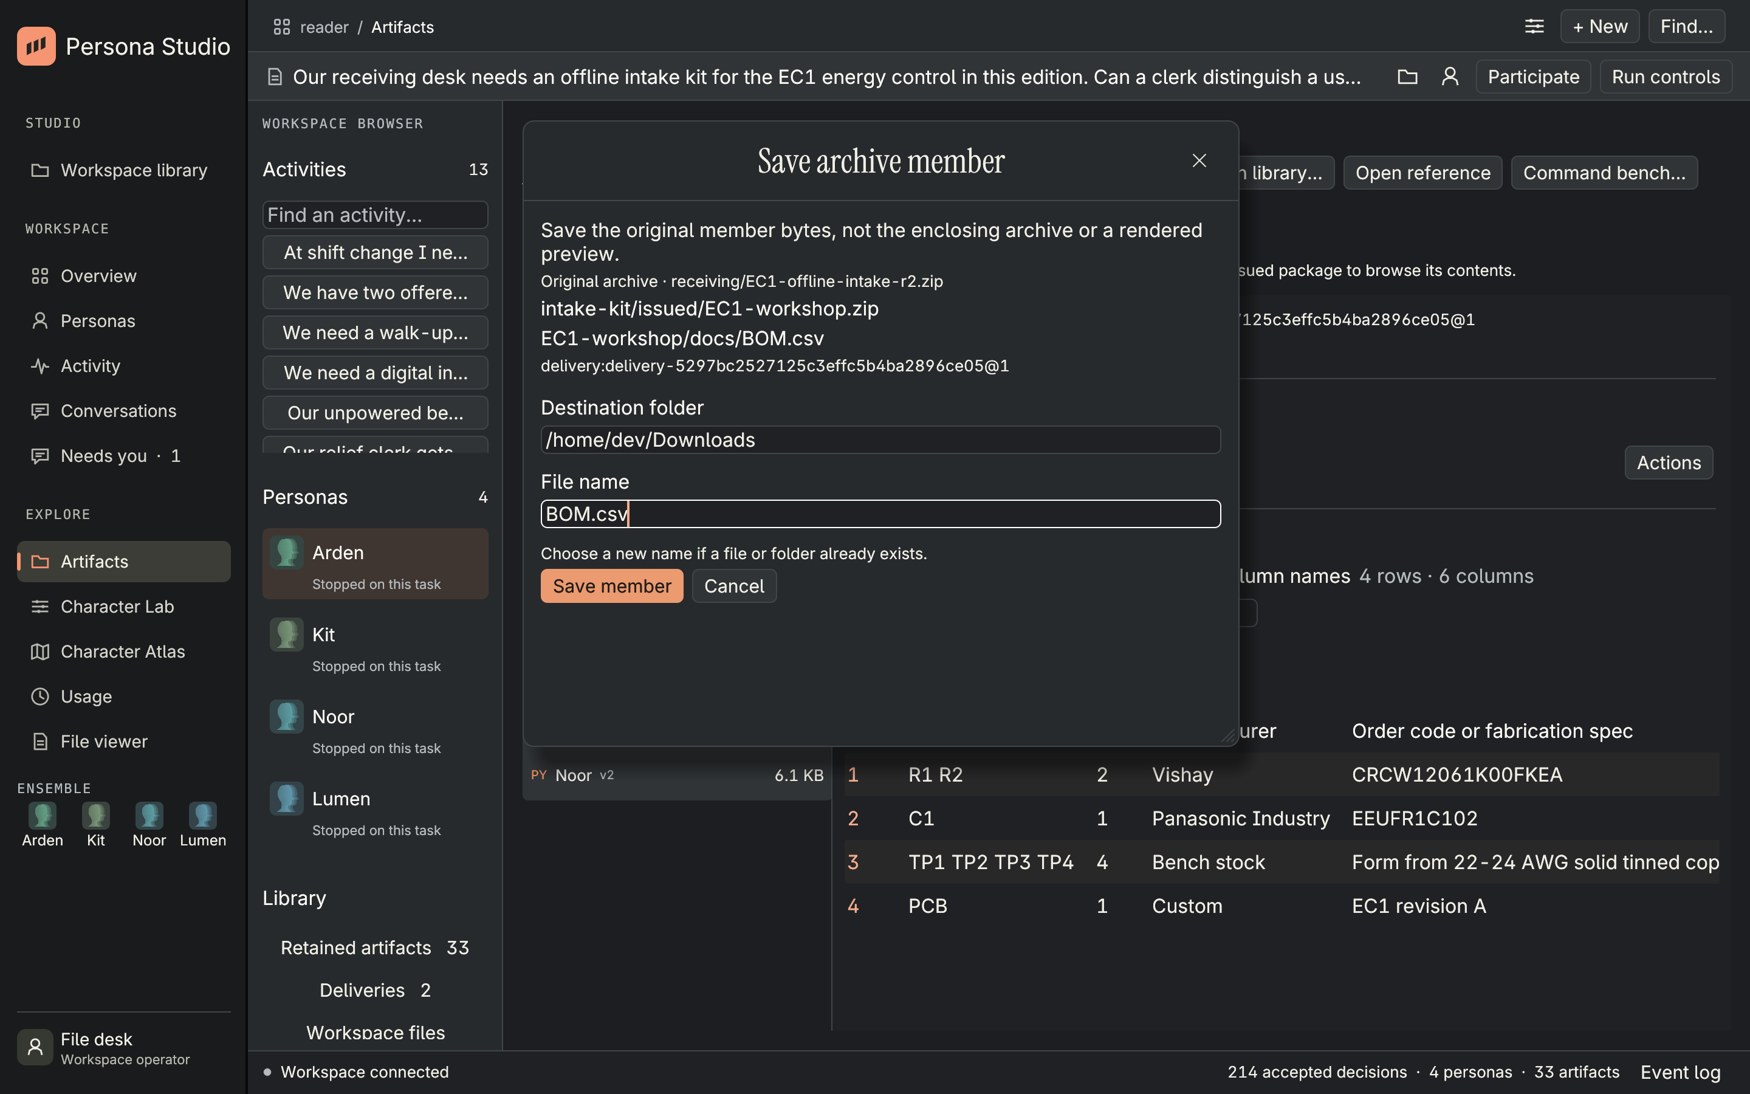 Persona Studio
STUDIO
Workspace library
WORKSPACE
Overview
Personas
Activity
Conversations
Needs you · 1
EXPLORE
Artifacts
Character Lab
Character Atlas
Usage
File viewer
ENSEMBLE
Arden
Kit
Noor
Lumen
File desk
Workspace operator
reader / Artifacts
+ New
Find...
Our receiving desk needs an offline intake kit for the EC1 energy control in this edition. Can a clerk distinguish a us...
Participate
Run controls
WORKSPACE BROWSER
Activities 13
Find an activity...
At shift change I ne...
We have two offere...
We need a walk-up...
We need a digital in...
Our unpowered be...
Our relief clerk gets
Personas 4
Arden
Stopped on this task
Kit
Stopped on this task
Noor
Stopped on this task
Lumen
Stopped on this task
Library
Retained artifacts 33
Deliveries 2
Workspace files
Save archive member
Save the original member bytes, not the enclosing archive or a rendered
preview.
Original archive · receiving/EC1-offline-intake-r2.zip
intake-kit/issued/EC1-workshop.zip
EC1-workshop/docs/BOM.csv
delivery:delivery-5297bc2527125c3effc5b4ba2896ce05@1
Destination folder
/home/dev/Downloads
File name
BOM.csv
Choose a new name if a file or folder already exists.
Save member
Cancel
library...
Open reference
Command bench...
package to browse its contents.
125c3effc5b4ba2896ce05@1
Actions
names 4 rows · 6 columns
Order code or fabrication spec
PY Noor v2 6.1 KB
1 R1 R2 2 Vishay CRCW12061K00FKEA
2 C1 1 Panasonic Industry EEUFR1C102
3 TP1 TP2 TP3 TP4 4 Bench stock Form from 22-24 AWG solid tinned cop
4 PCB 1 Custom EC1 revision A
Workspace connected
214 accepted decisions · 4 personas · 33 artifacts
Event log